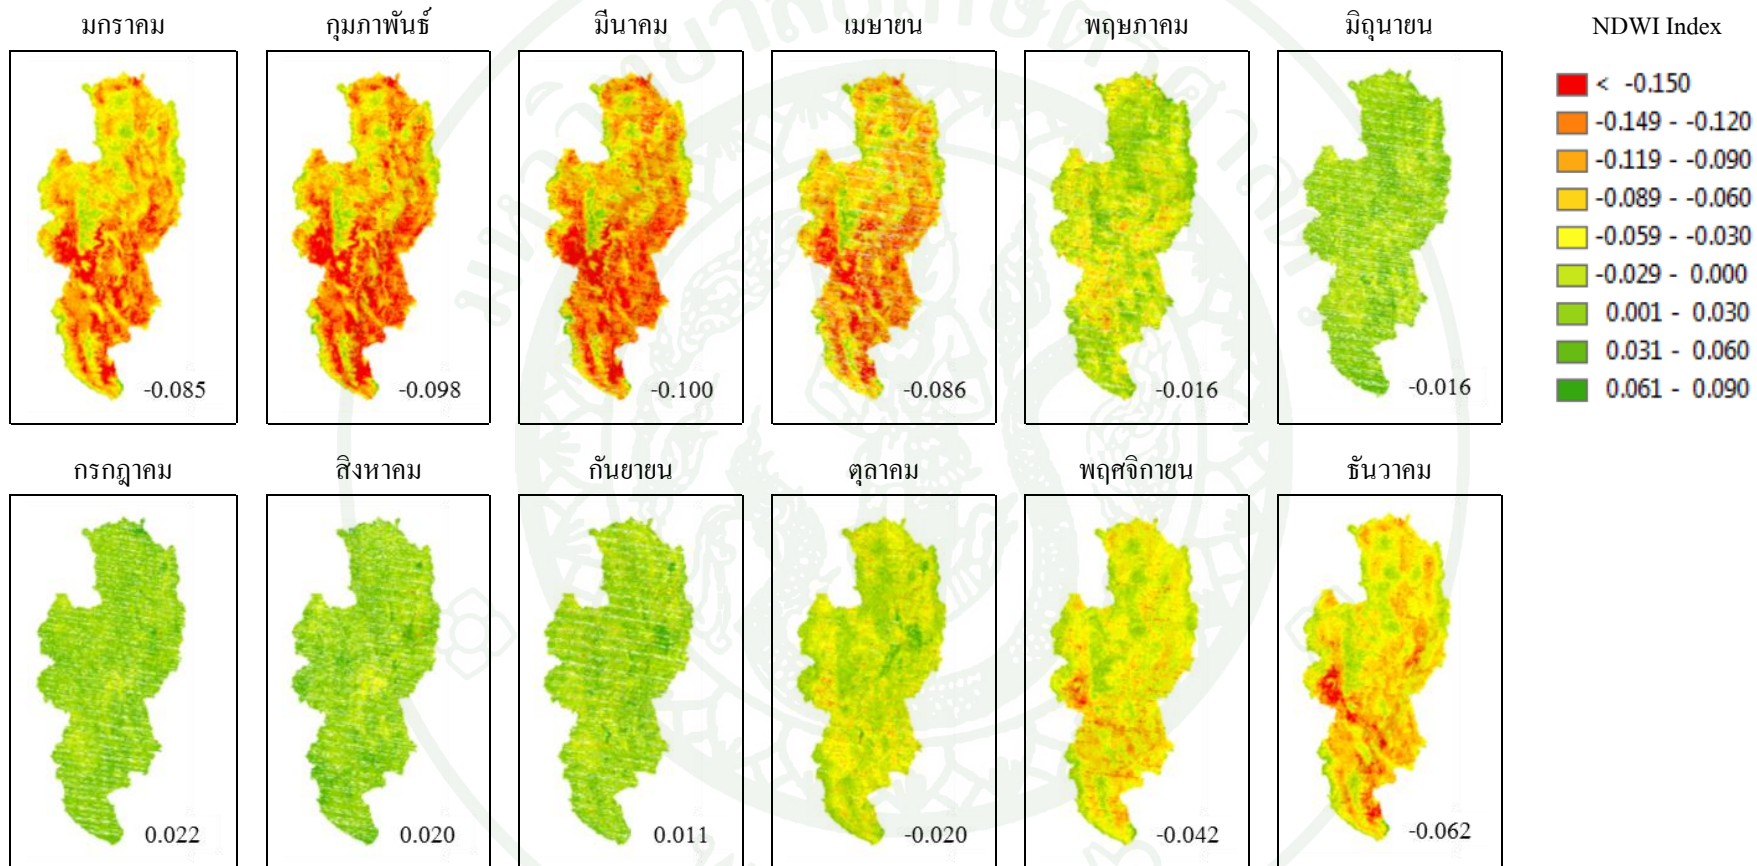 มกราคม กุมภาพันธ์ มีนาคม เมษายน พฤษภาคม มิถุนายน NDWI Index
< -0.150
-0.149 - -0.120
-0.119 - -0.090
-0.089 - -0.060
-0.059 - -0.030
-0.029 - 0.000
0.001 - 0.030
0.031 - 0.060
0.061 - 0.090
-0.085 -0.098 -0.100 -0.086 -0.016 -0.016
กรกฎาคม สิงหาคม กันยายน ตุลาคม พฤศจิกายน ธันวาคม
0.022 0.020 0.011 -0.020 -0.042 -0.062